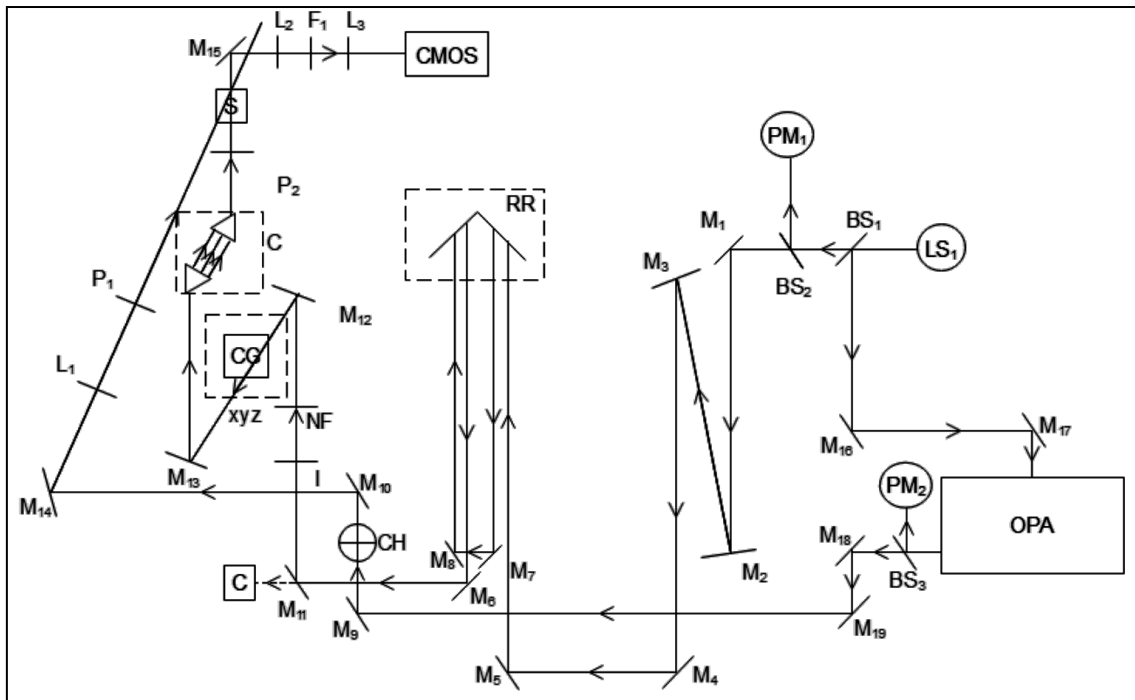 L₂ F₁ L₃
M₁₅
CMOS
S
PM₁
P₂
RR
M₁
BS₁
LS₁
C
M₃
BS₂
P₁
M₁₂
CG
L₁
xyz
NF
M₁₆
M₁₇
M₁₃
I
M₁₀
M₁₄
PM₂
OPA
CH
M₁₈
M₈
M₇
M₂
BS₃
C
M₁₁
M₆
M₉
M₁₉
M₅
M₄